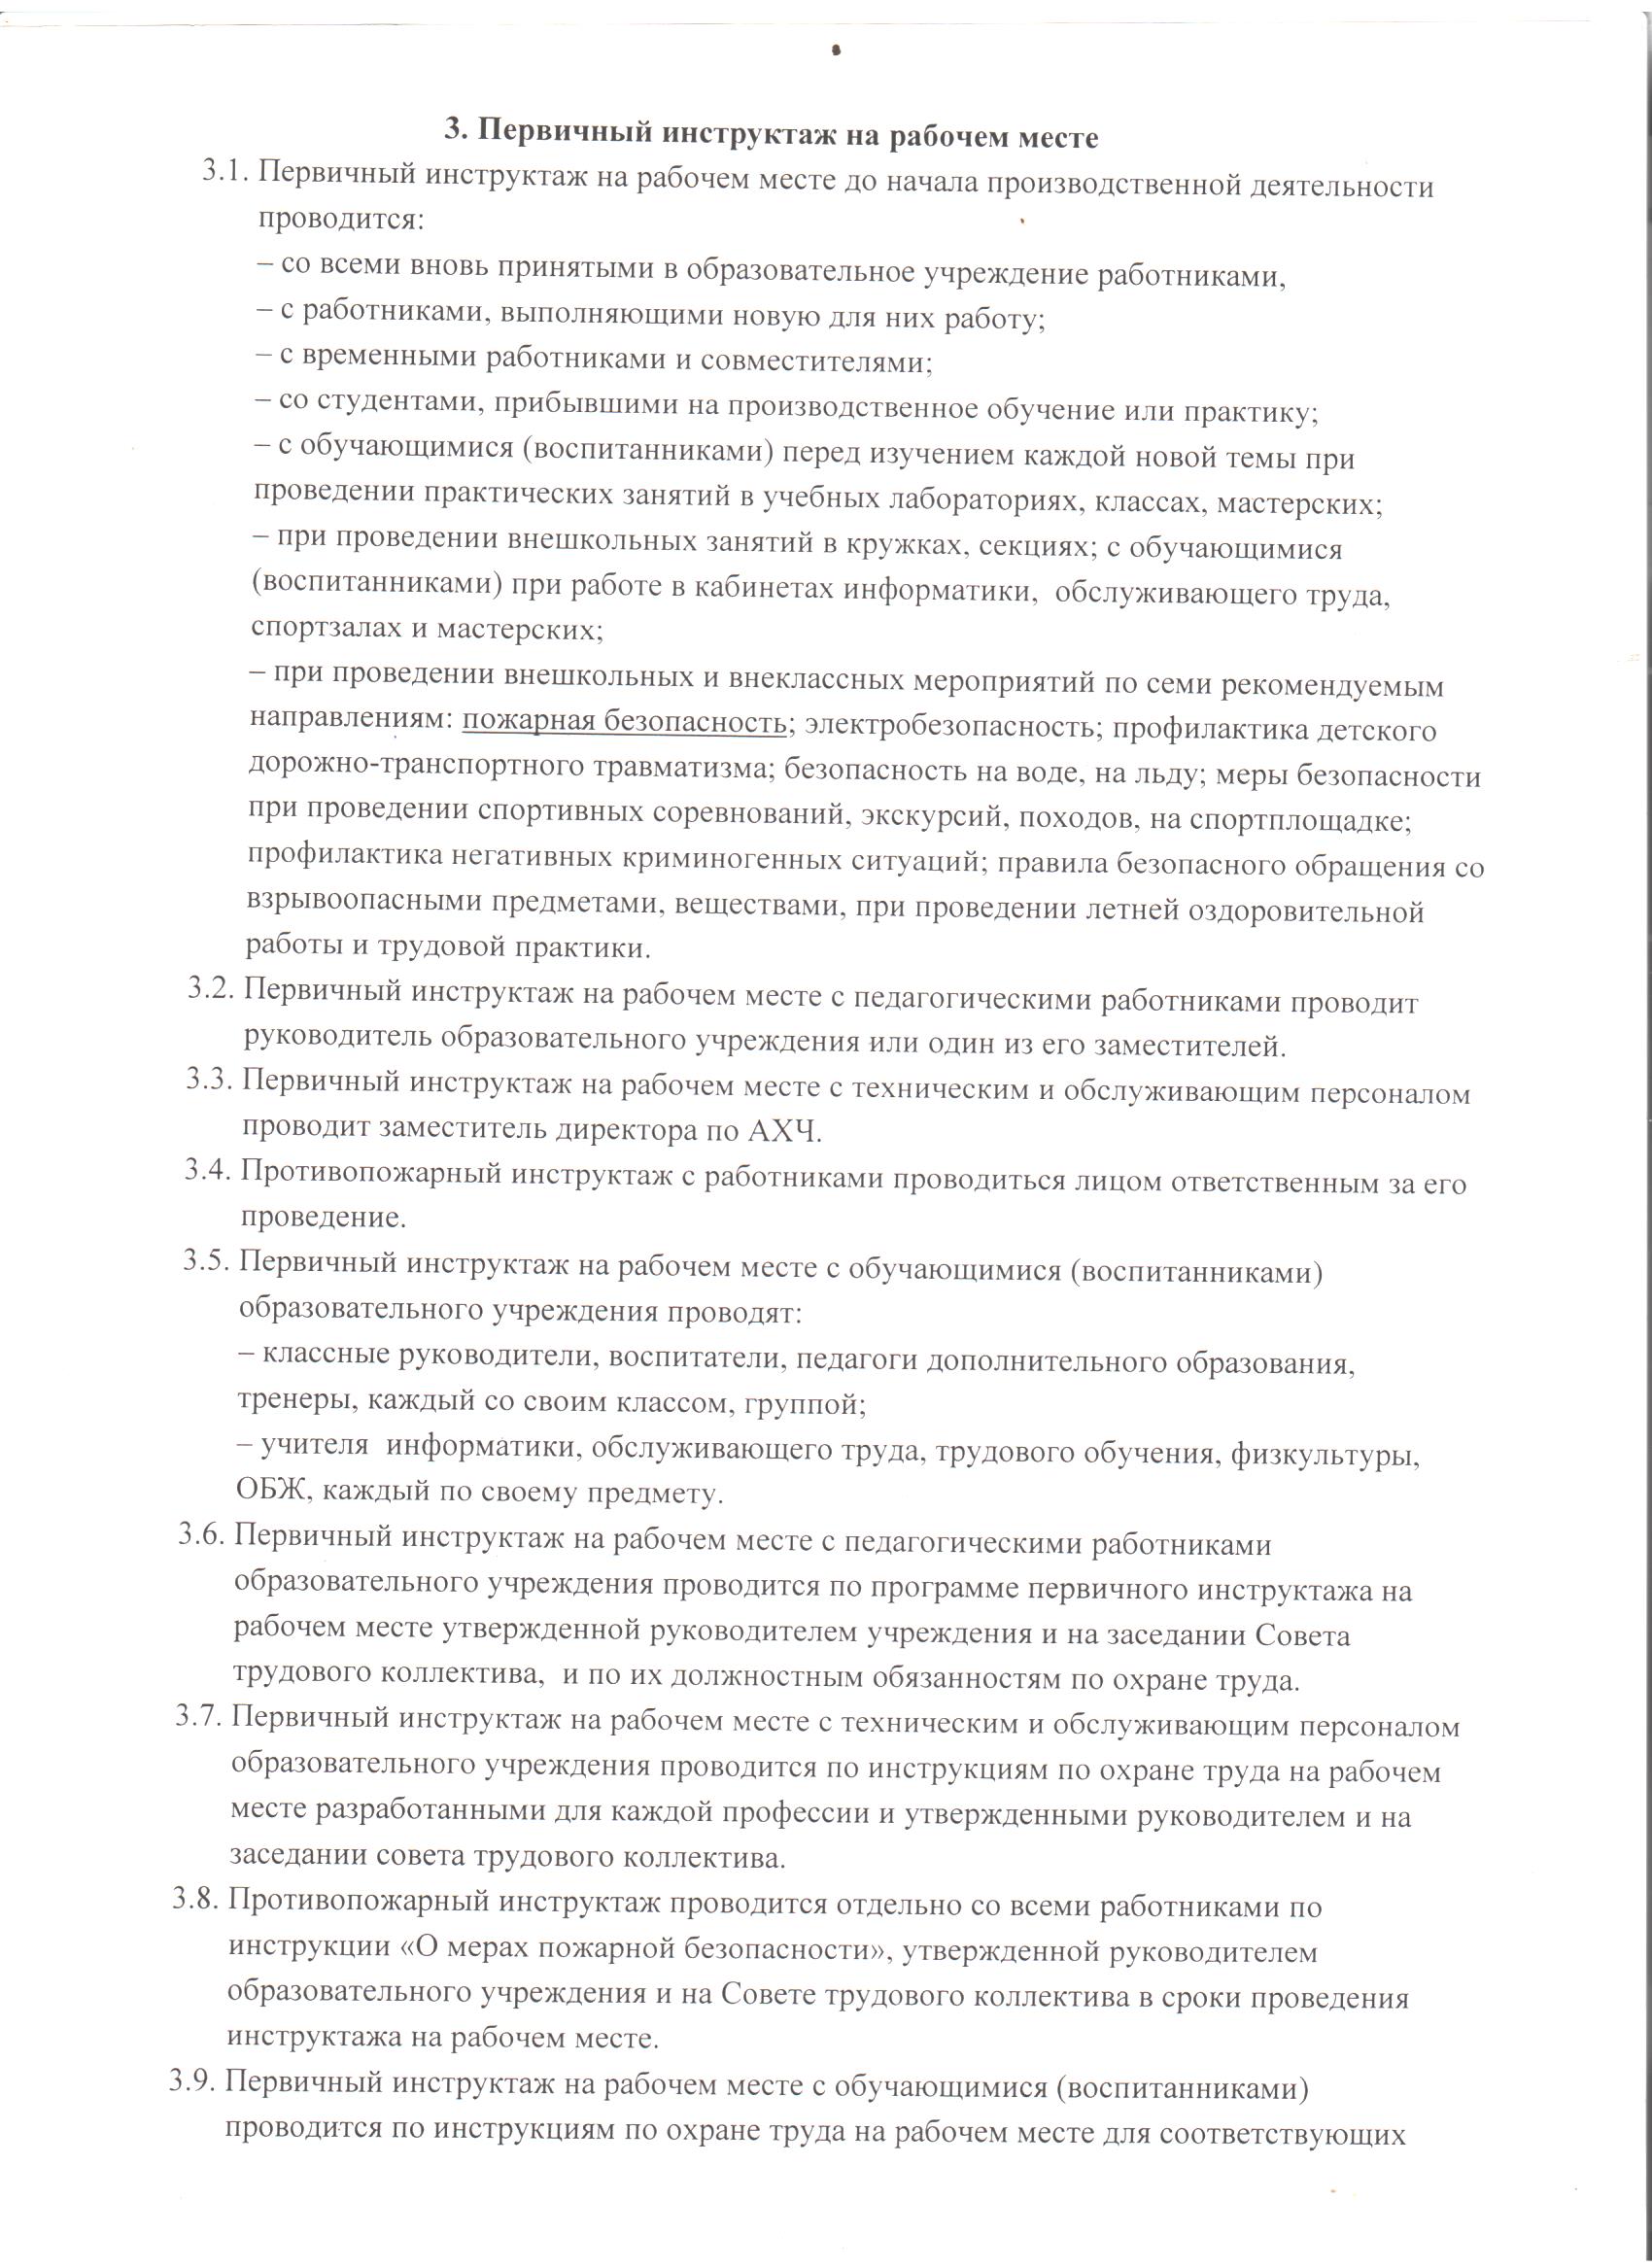 3. Первичный инструктаж на рабочем месте
3.1. Первичный инструктаж на рабочем месте до начала производственной деятельности
проводится:
– со всеми вновь принятыми в образовательное учреждение работниками,
– с работниками, выполняющими новую для них работу;
– с временными работниками и совместителями;
– со студентами, прибывшими на производственное обучение или практику;
– с обучающимися (воспитанниками) перед изучением каждой новой темы при
проведении практических занятий в учебных лабораториях, классах, мастерских;
– при проведении внешкольных занятий в кружках, секциях; с обучающимися
(воспитанниками) при работе в кабинетах информатики,  обслуживающего труда,
спортзалах и мастерских;
– при проведении внешкольных и внеклассных мероприятий по семи рекомендуемым
направлениям: пожарная безопасность; электробезопасность; профилактика детского
дорожно-транспортного травматизма; безопасность на воде, на льду; меры безопасности
при проведении спортивных соревнований, экскурсий, походов, на спортплощадке;
профилактика негативных криминогенных ситуаций; правила безопасного обращения со
взрывоопасными предметами, веществами, при проведении летней оздоровительной
работы и трудовой практики.
3.2. Первичный инструктаж на рабочем месте с педагогическими работниками проводит
руководитель образовательного учреждения или один из его заместителей.
3.3. Первичный инструктаж на рабочем месте с техническим и обслуживающим персоналом
проводит заместитель директора по АХЧ.
3.4. Противопожарный инструктаж с работниками проводиться лицом ответственным за его
проведение.
3.5. Первичный инструктаж на рабочем месте с обучающимися (воспитанниками)
образовательного учреждения проводят:
– классные руководители, воспитатели, педагоги дополнительного образования,
тренеры, каждый со своим классом, группой;
– учителя  информатики, обслуживающего труда, трудового обучения, физкультуры,
ОБЖ, каждый по своему предмету.
3.6. Первичный инструктаж на рабочем месте с педагогическими работниками
образовательного учреждения проводится по программе первичного инструктажа на
рабочем месте утвержденной руководителем учреждения и на заседании Совета
трудового коллектива,  и по их должностным обязанностям по охране труда.
3.7. Первичный инструктаж на рабочем месте с техническим и обслуживающим персоналом
образовательного учреждения проводится по инструкциям по охране труда на рабочем
месте разработанными для каждой профессии и утвержденными руководителем и на
заседании совета трудового коллектива.
3.8. Противопожарный инструктаж проводится отдельно со всеми работниками по
инструкции «О мерах пожарной безопасности», утвержденной руководителем
образовательного учреждения и на Совете трудового коллектива в сроки проведения
инструктажа на рабочем месте.
3.9. Первичный инструктаж на рабочем месте с обучающимися (воспитанниками)
проводится по инструкциям по охране труда на рабочем месте для соответствующих